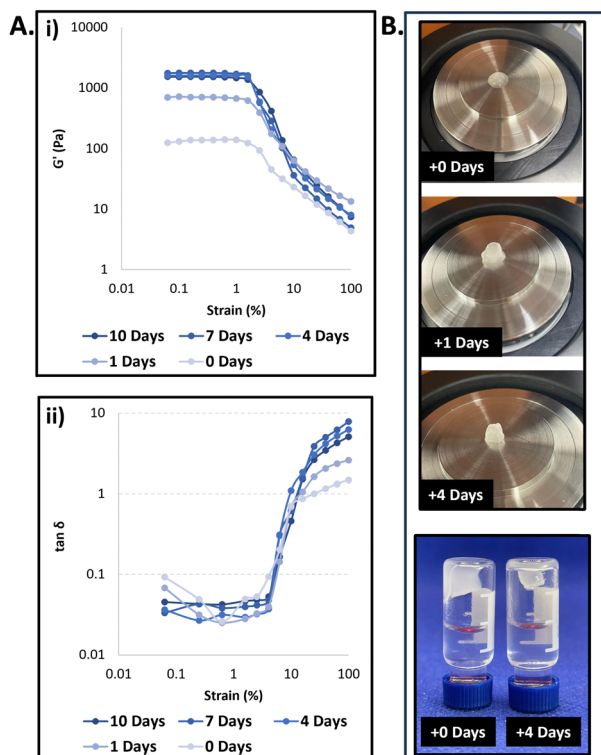 A.
i)
10000
1000
100
10
1
G' (Pa)
0.01 0.1 1 10 100
Strain (%)
10 Days 7 Days 4 Days
1 Days 0 Days
ii)
10
1
0.1
0.01
tan δ
0.01 0.1 1 10 100
Strain (%)
10 Days 7 Days 4 Days
1 Days 0 Days
B.
+0 Days
+1 Days
+4 Days
+0 Days +4 Days